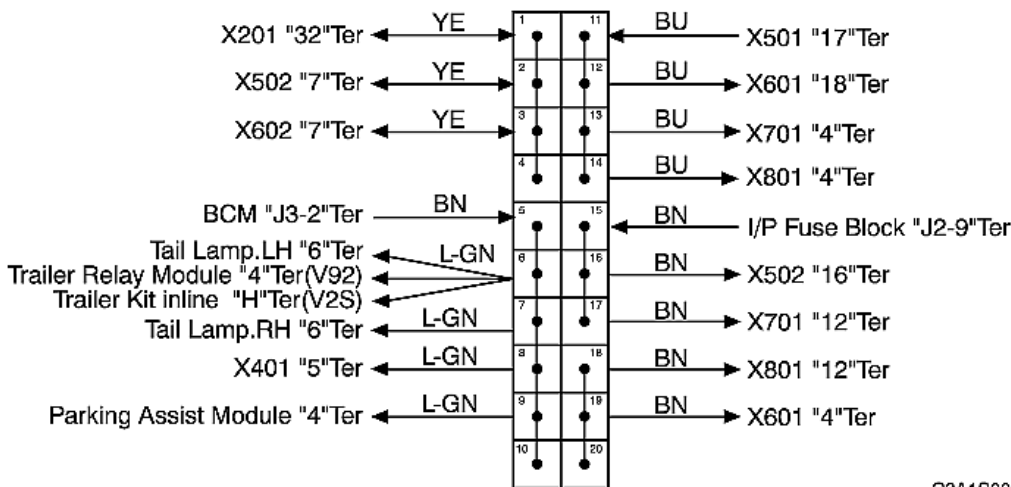 X201 "32"Ter YE 1 11 BU X501 "17"Ter
X502 "7"Ter YE 2 12 BU X601 "18"Ter
X602 "7"Ter YE 3 13 BU X701 "4"Ter
4 14 BU X801 "4"Ter
BCM "J3-2"Ter BN 5 15 BN I/P Fuse Block "J2-9"Ter
Tail Lamp.LH "6"Ter L-GN
Trailer Relay Module "4"Ter(V92) 6 16 BN X502 "16"Ter
Trailer Kit inline "H"Ter(V2S)
Tail Lamp.RH "6"Ter L-GN 7 17 BN X701 "12"Ter
X401 "5"Ter L-GN 8 18 BN X801 "12"Ter
Parking Assist Module "4"Ter L-GN 9 19 BN X601 "4"Ter
10 20